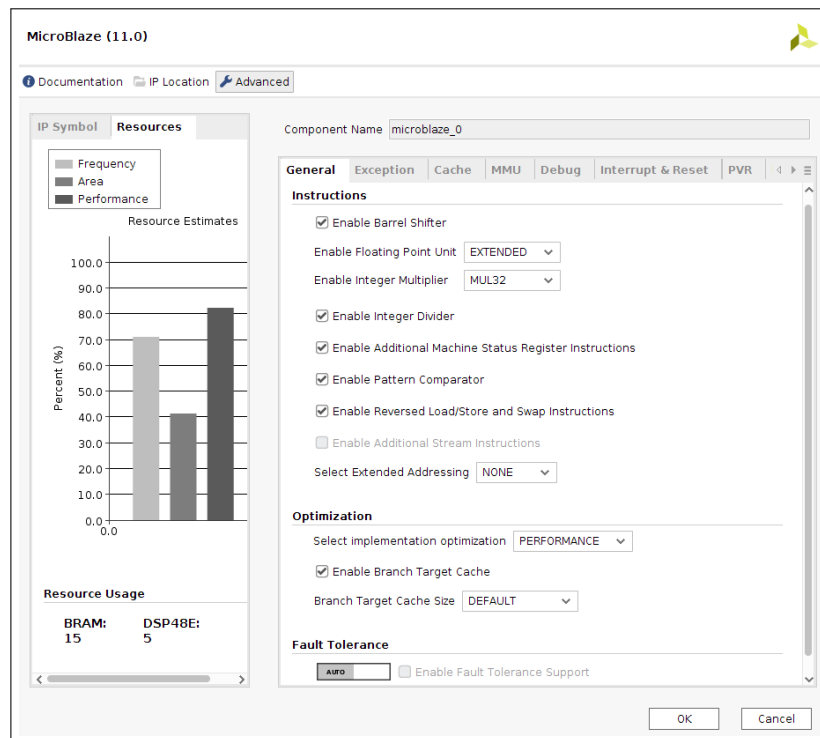 MicroBlaze (11.0)
Documentation IP Location Advanced
IP Symbol Resources
Frequency
Area
Performance
Resource Estimates
Percent (%)
100.0
90.0
80.0
70.0
60.0
50.0
40.0
30.0
20.0
10.0
0.0
0.0
Resource Usage
BRAM: DSP48E:
15 5
Component Name microblaze_0
General Exception Cache MMU Debug Interrupt & Reset PVR
Instructions
Enable Barrel Shifter
Enable Floating Point Unit EXTENDED
Enable Integer Multiplier MUL32
Enable Integer Divider
Enable Additional Machine Status Register Instructions
Enable Pattern Comparator
Enable Reversed Load/Store and Swap Instructions
Enable Additional Stream Instructions
Select Extended Addressing NONE
Optimization
Select implementation optimization PERFORMANCE
Enable Branch Target Cache
Branch Target Cache Size DEFAULT
Fault Tolerance
AUTO Enable Fault Tolerance Support
OK Cancel